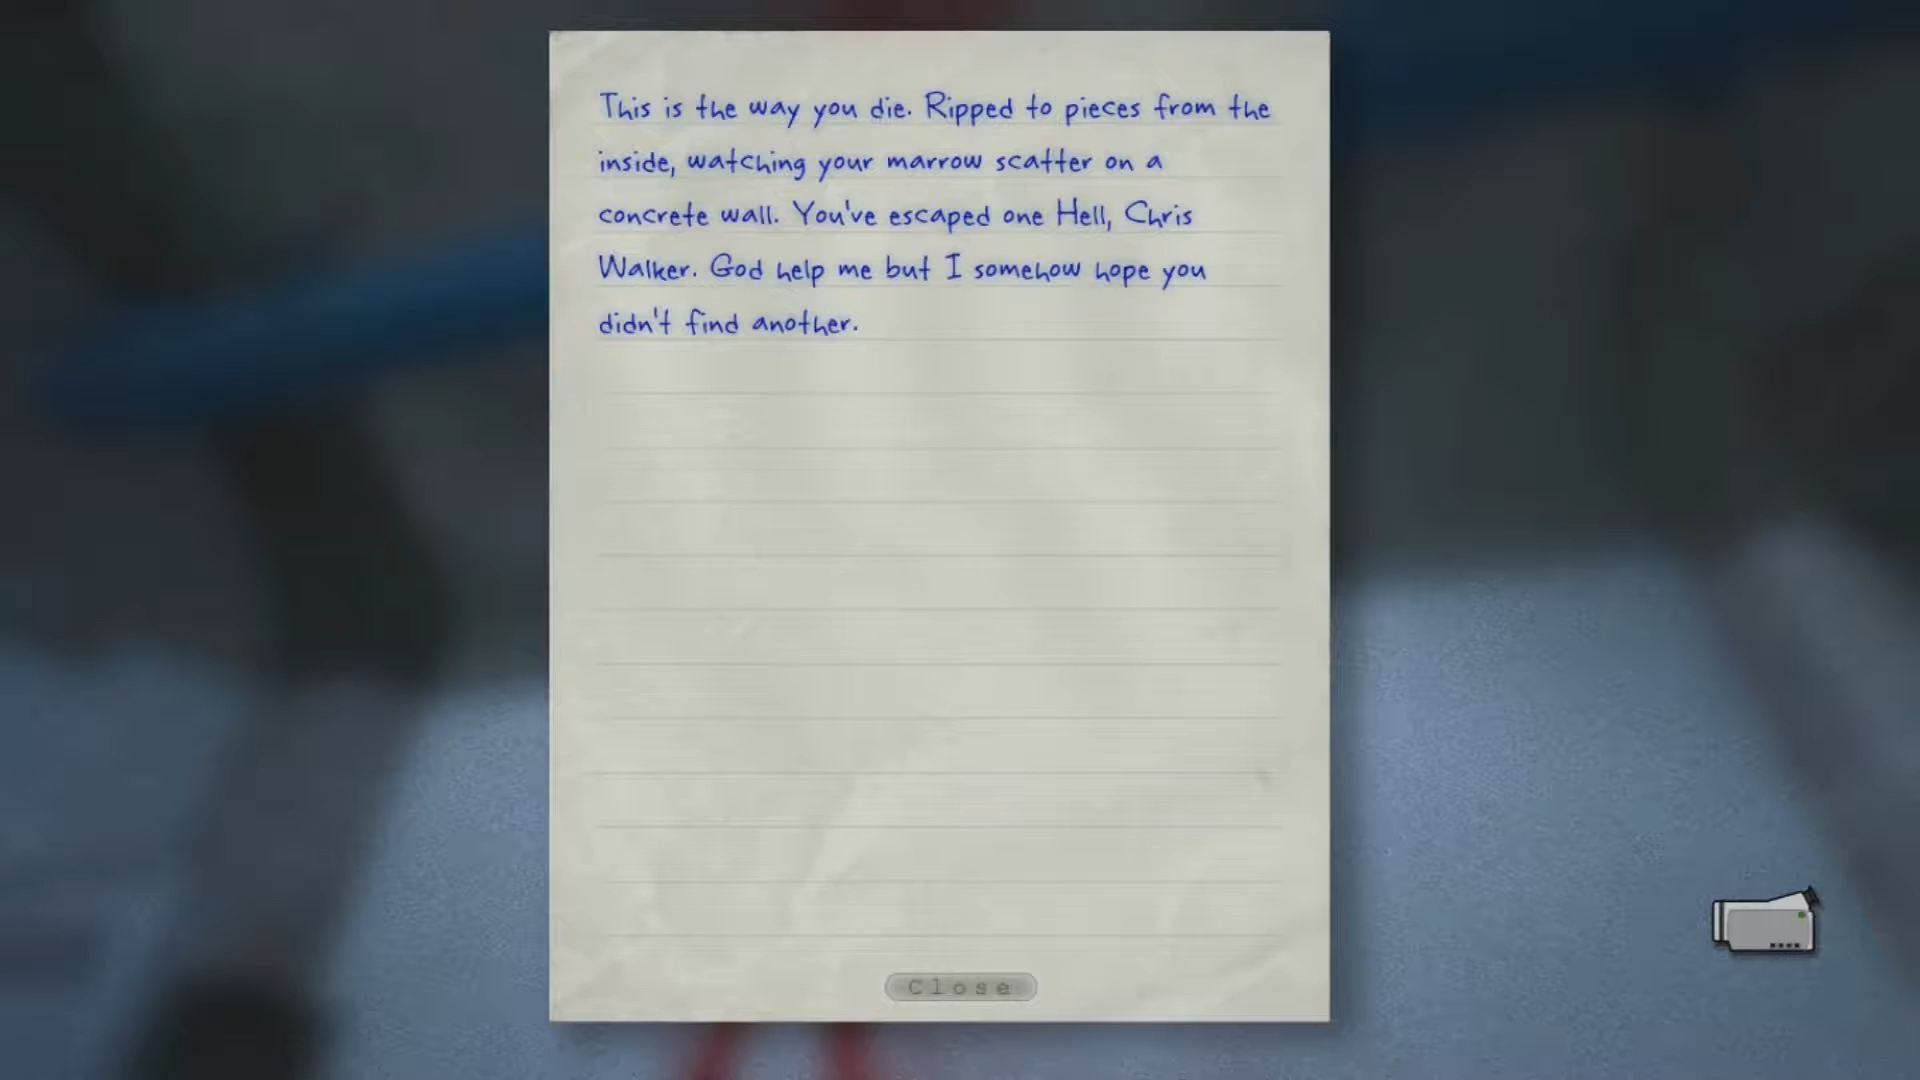 This is the way you die. Ripped to pieces from the
inside, watching your marrow scatter on a
concrete wall. You've escaped one Hell, Chris
Walker. God help me but I somehow hope you
didn't find another.
Close